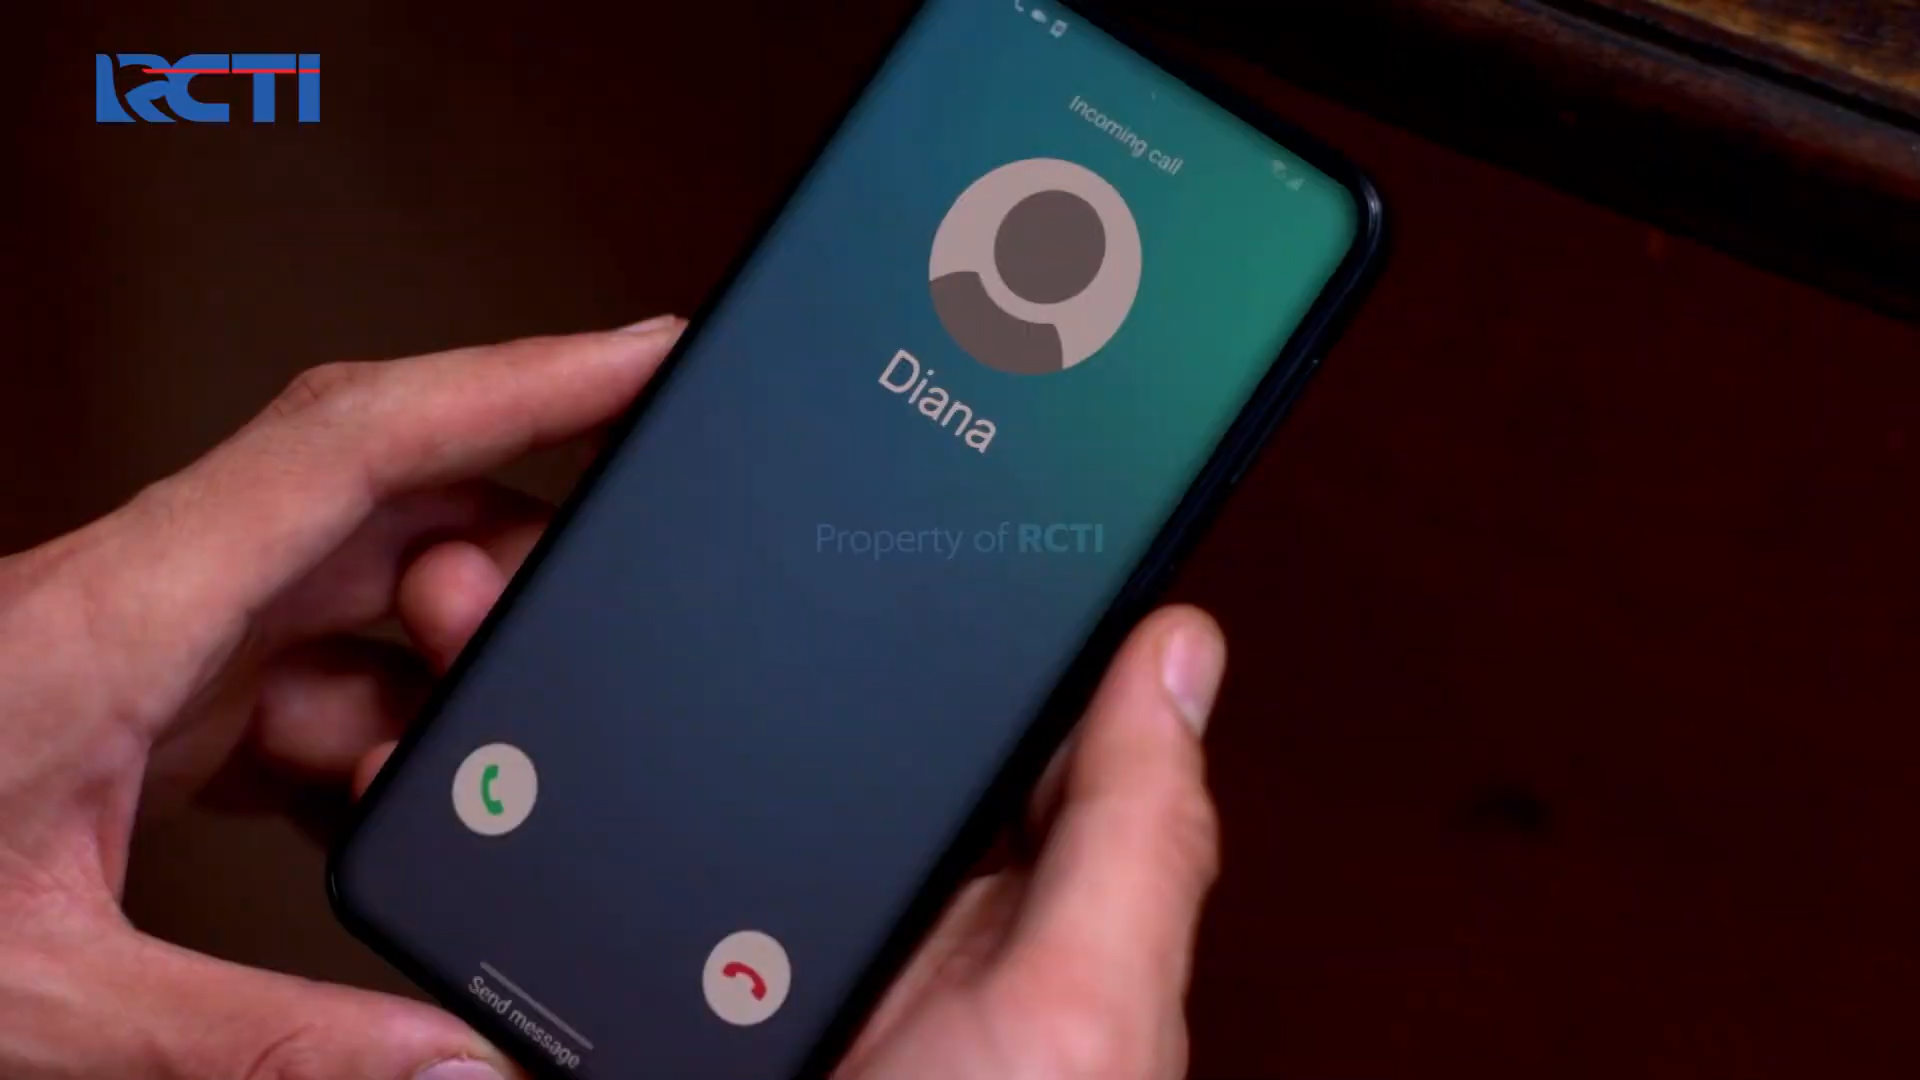 RCTI
Incoming call
Diana
Property of RCTI
Send message